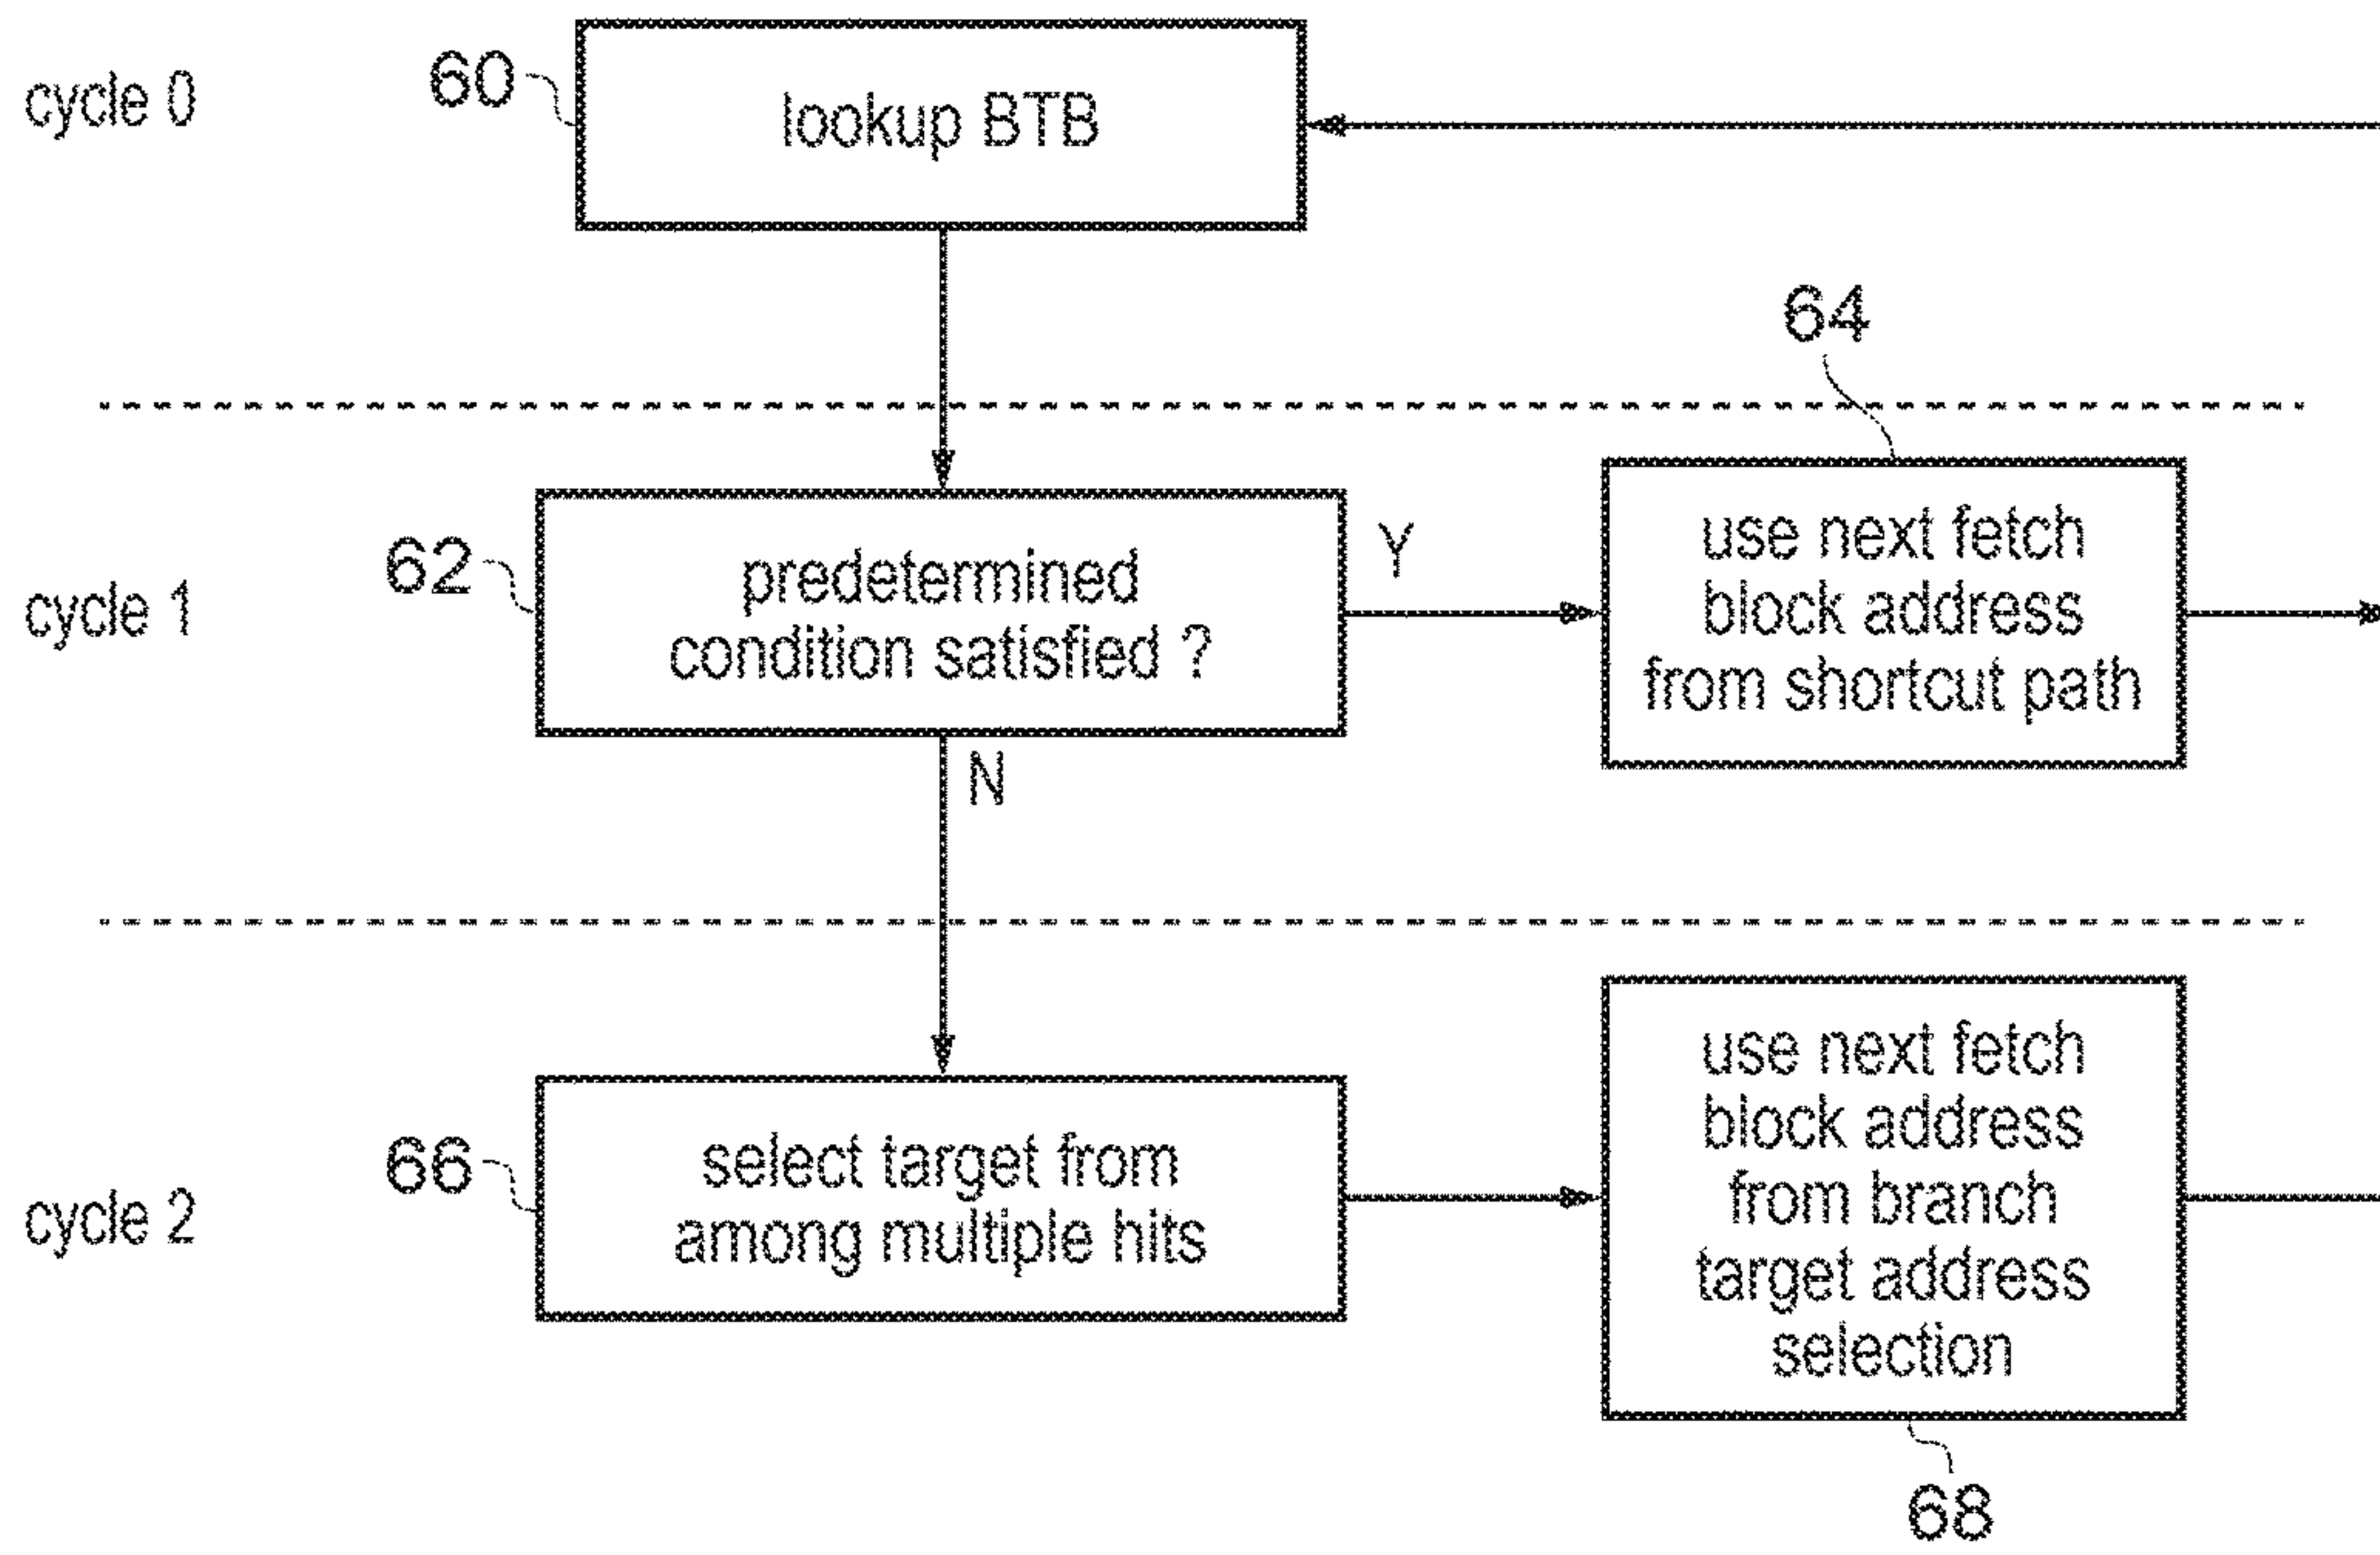 cycle 0
60
lookup BTB
64
cycle 1
62
predetermined
condition satisfied ?
Y
use next fetch
block address
from shortcut path
N
cycle 2
66
select target from
among multiple hits
use next fetch
block address
from branch
target address
selection
68